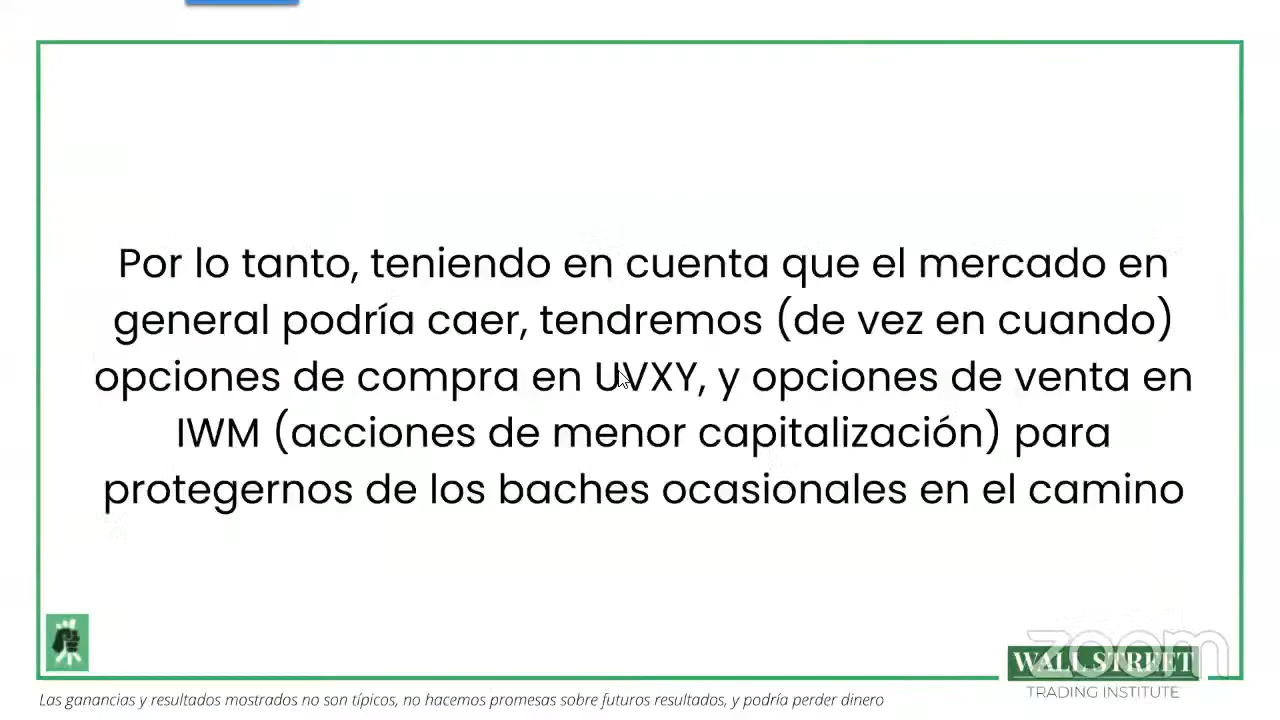 Por lo tanto, teniendo en cuenta que el mercado en
general podría caer, tendremos (de vez en cuando)
opciones de compra en UVXY, y opciones de venta en
IWM (acciones de menor capitalización) para
protegernos de los baches ocasionales en el camino
zoom
WALL STREET
TRADING INSTITUTE
Las ganancias y resultados mostrados no son típicos, no hacemos promesas sobre futuros resultados, y podría perder dinero